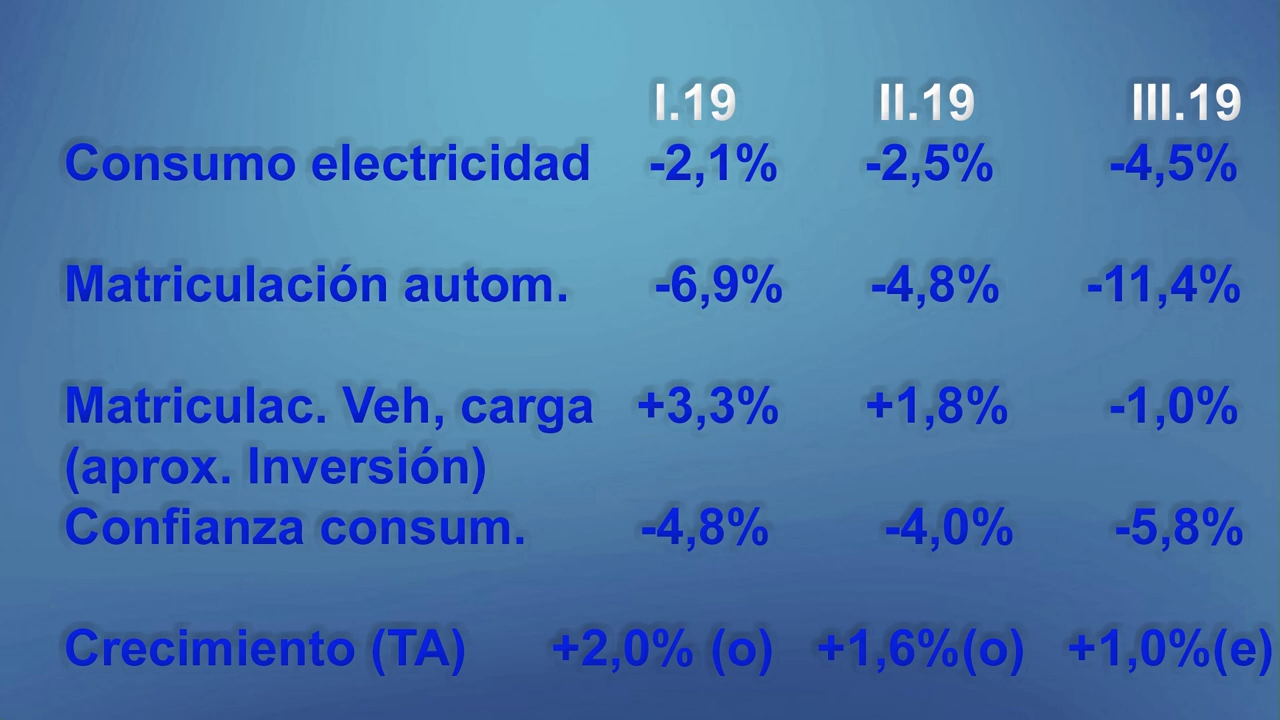 I.19 II.19 III.19
Consumo electricidad -2,1% -2,5% -4,5%
Matriculación autom. -6,9% -4,8% -11,4%
Matriculac. Veh, carga +3,3% +1,8% -1,0%
(aprox. Inversión)
Confianza consum. -4,8% -4,0% -5,8%
Crecimiento (TA) +2,0% (o) +1,6%(o) +1,0%(e)